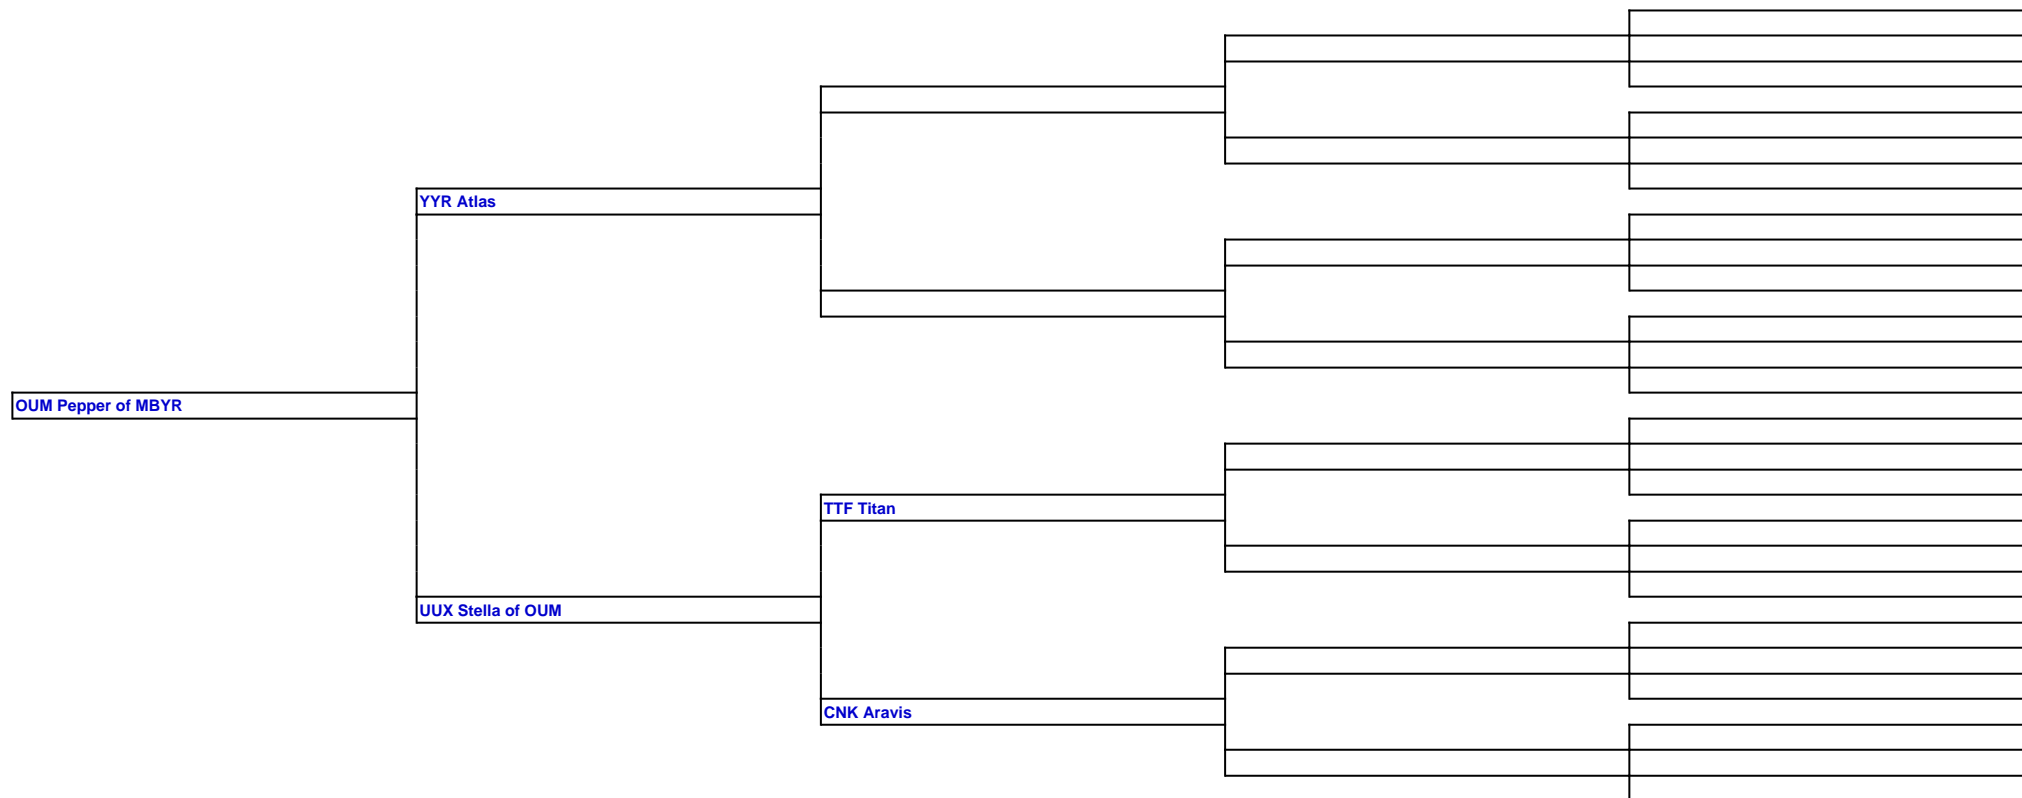 YYR Atlas
OUM Pepper of MBYR
TTF Titan
UUX Stella of OUM
CNK Aravis